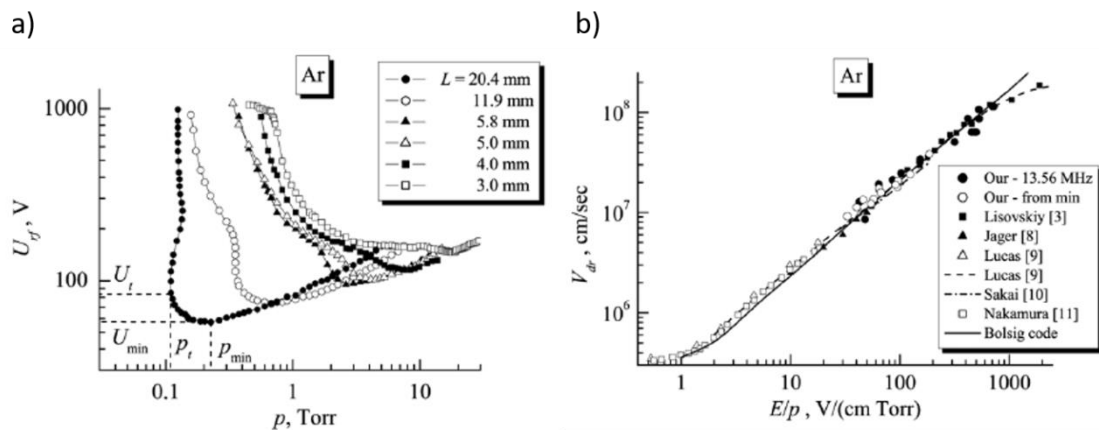 a)
Ar
L = 20.4 mm
11.9 mm
5.8 mm
5.0 mm
4.0 mm
3.0 mm
1000
100
U_rf, V
U_t
U_min
p_t
p_min
0.1
1
10
p, Torr
b)
Ar
10^8
10^7
10^6
V_dr, cm/sec
Our - 13.56 MHz
Our - from min
Lisovskiy [3]
Jager [8]
Lucas [9]
Lucas [9]
Sakai [10]
Nakamura [11]
Bolsig code
1
10
100
1000
E/p , V/(cm Torr)